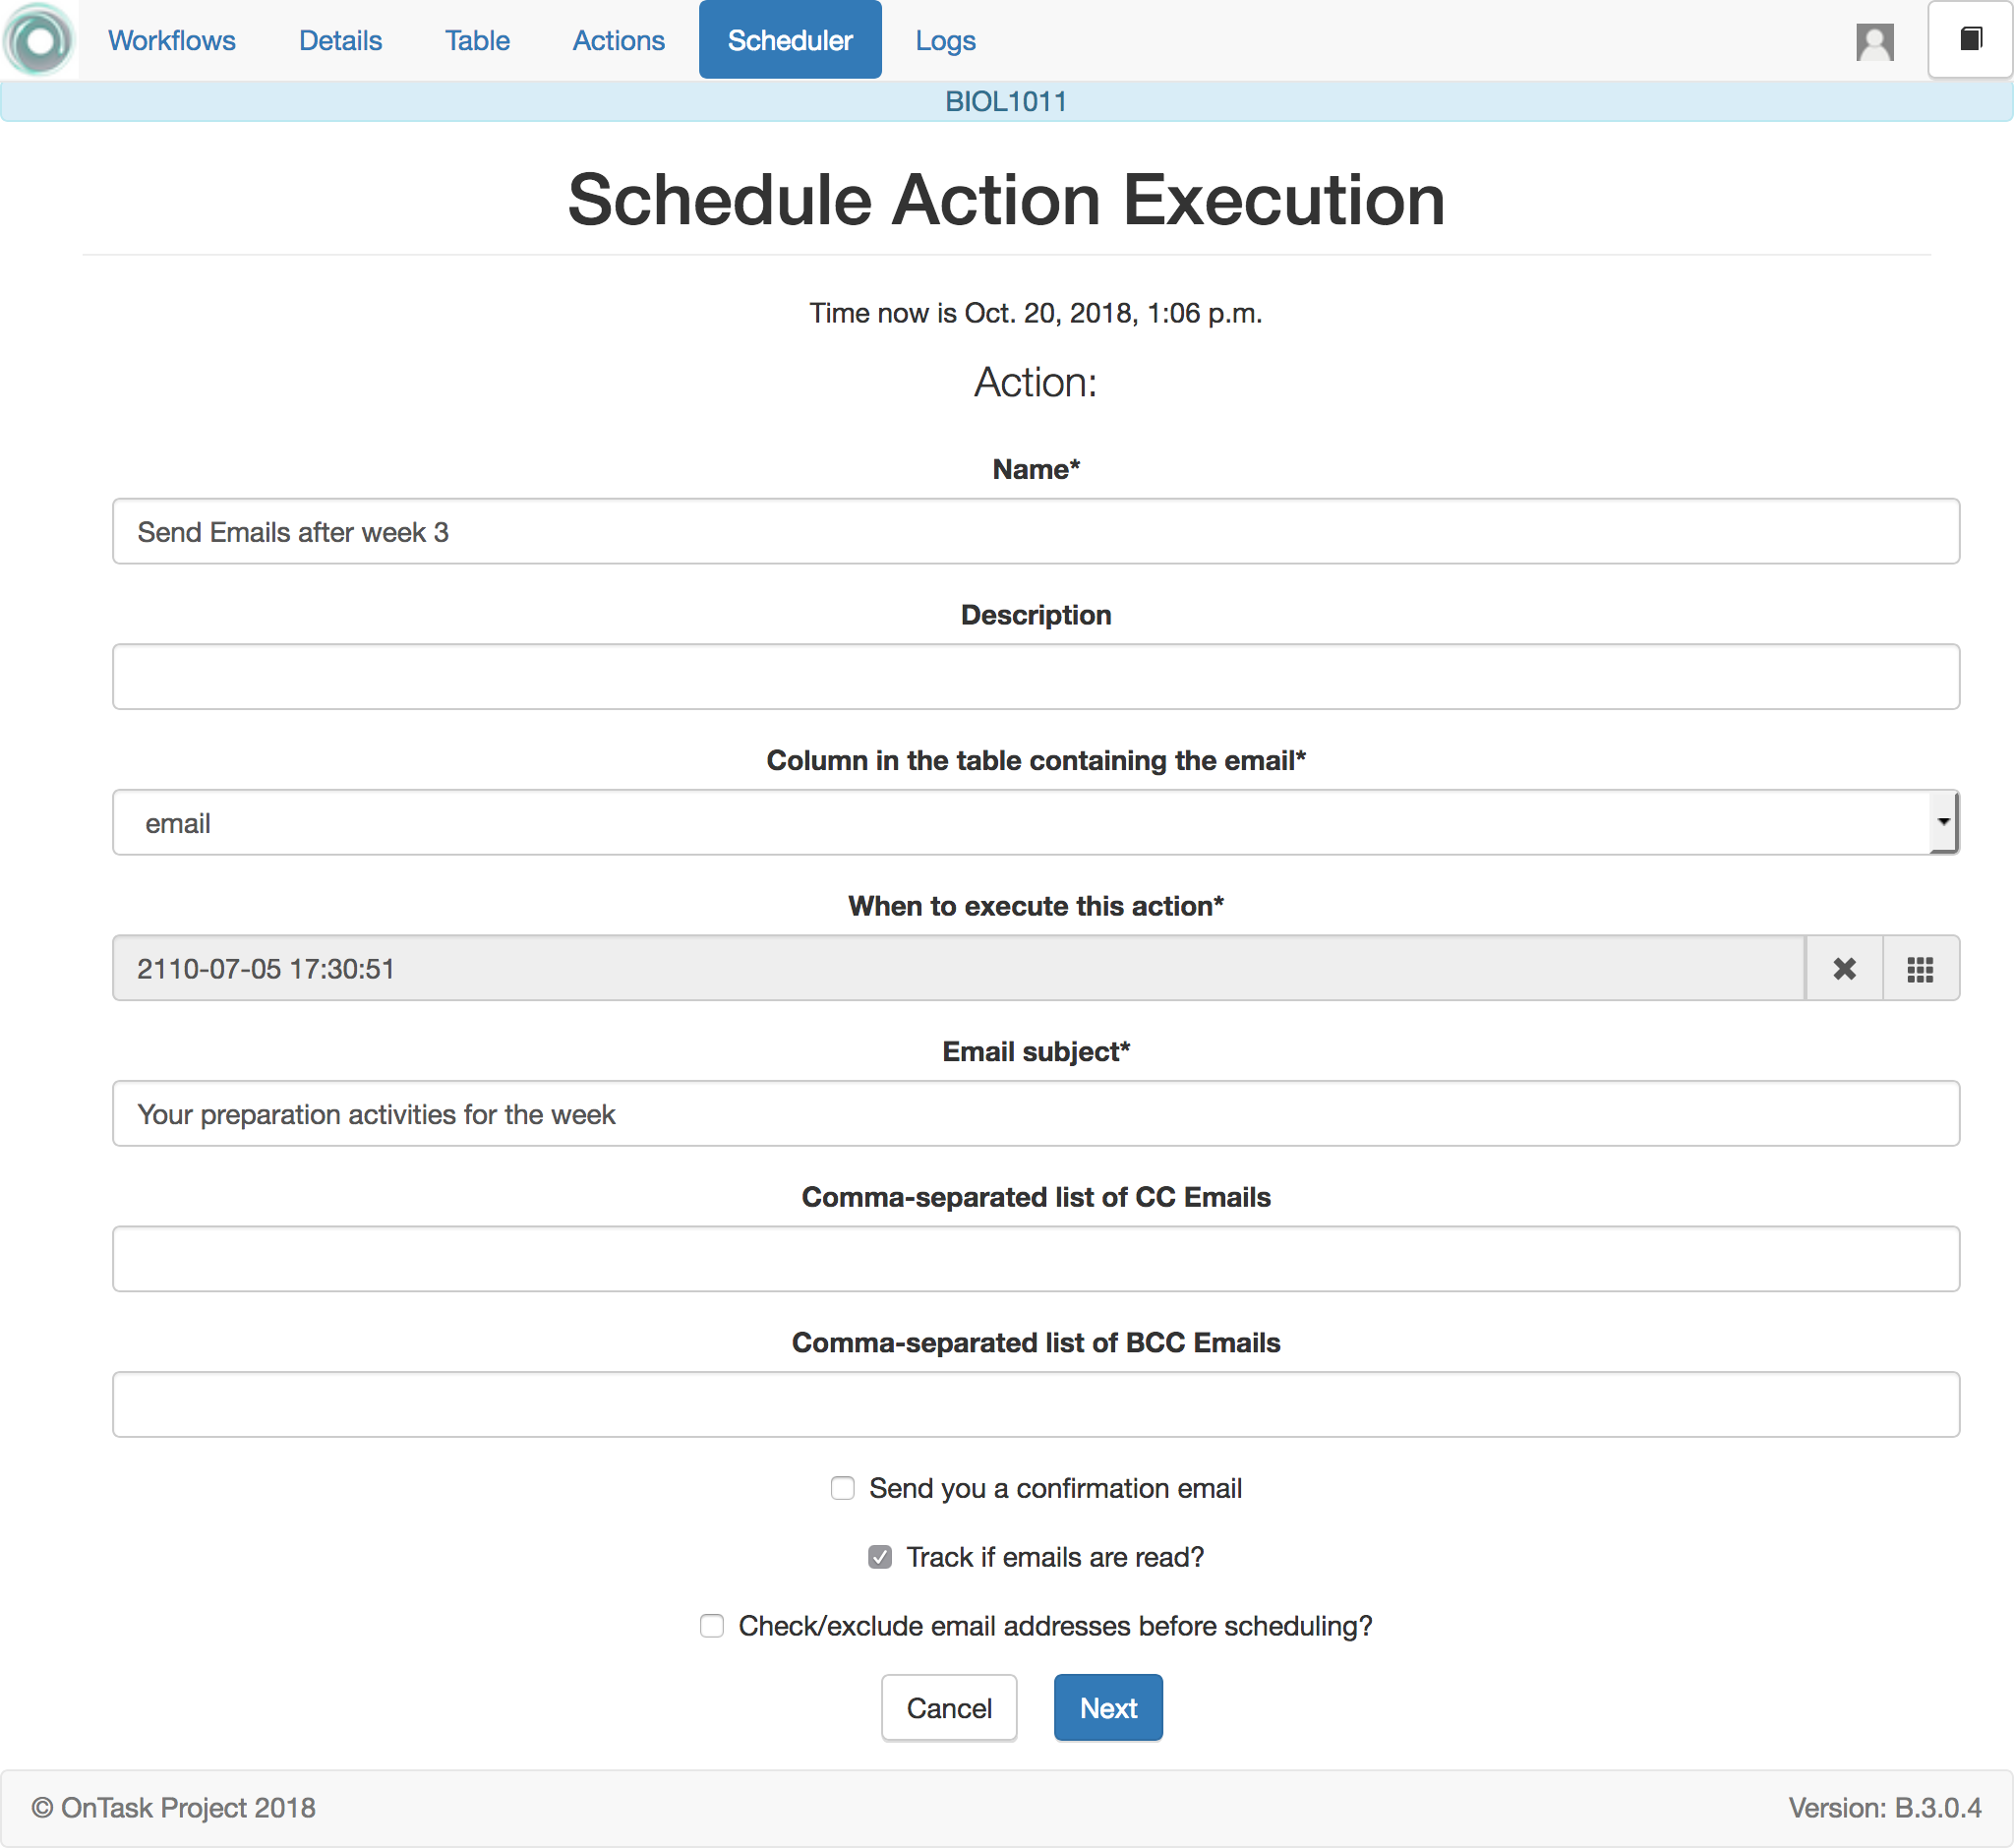 Workflows Details Table Actions Scheduler Logs
BIOL1011
Schedule Action Execution
Time now is Oct. 20, 2018, 1:06 p.m.
Action:
Name*
Send Emails after week 3
Description
Column in the table containing the email*
email
When to execute this action*
2110-07-05 17:30:51
Email subject*
Your preparation activities for the week
Comma-separated list of CC Emails
Comma-separated list of BCC Emails
Send you a confirmation email
Track if emails are read?
Check/exclude email addresses before scheduling?
Cancel Next
© OnTask Project 2018 Version: B.3.0.4